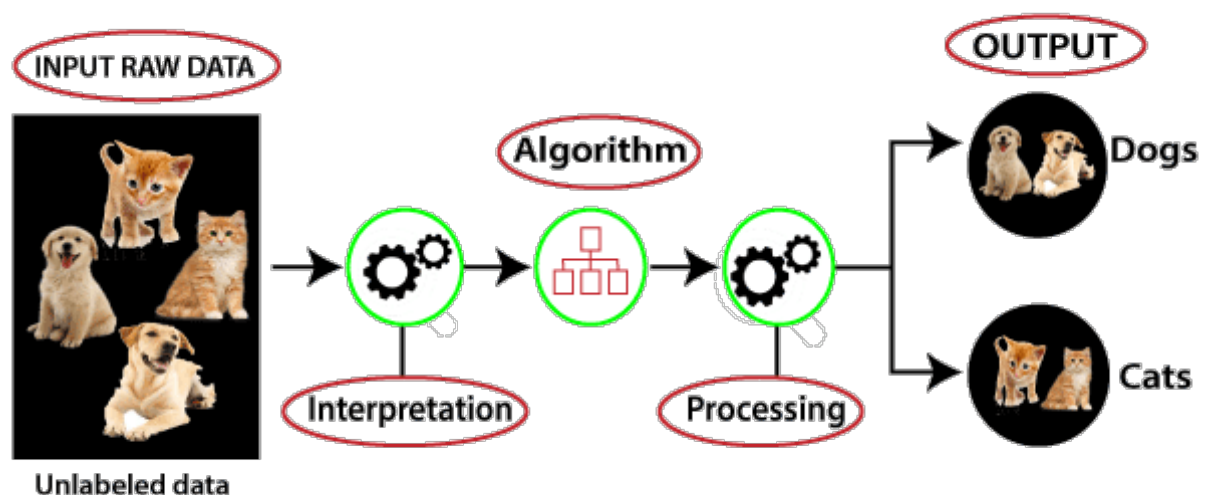 INPUT RAW DATA
OUTPUT
Algorithm
Dogs
Interpretation
Processing
Cats
Unlabeled data